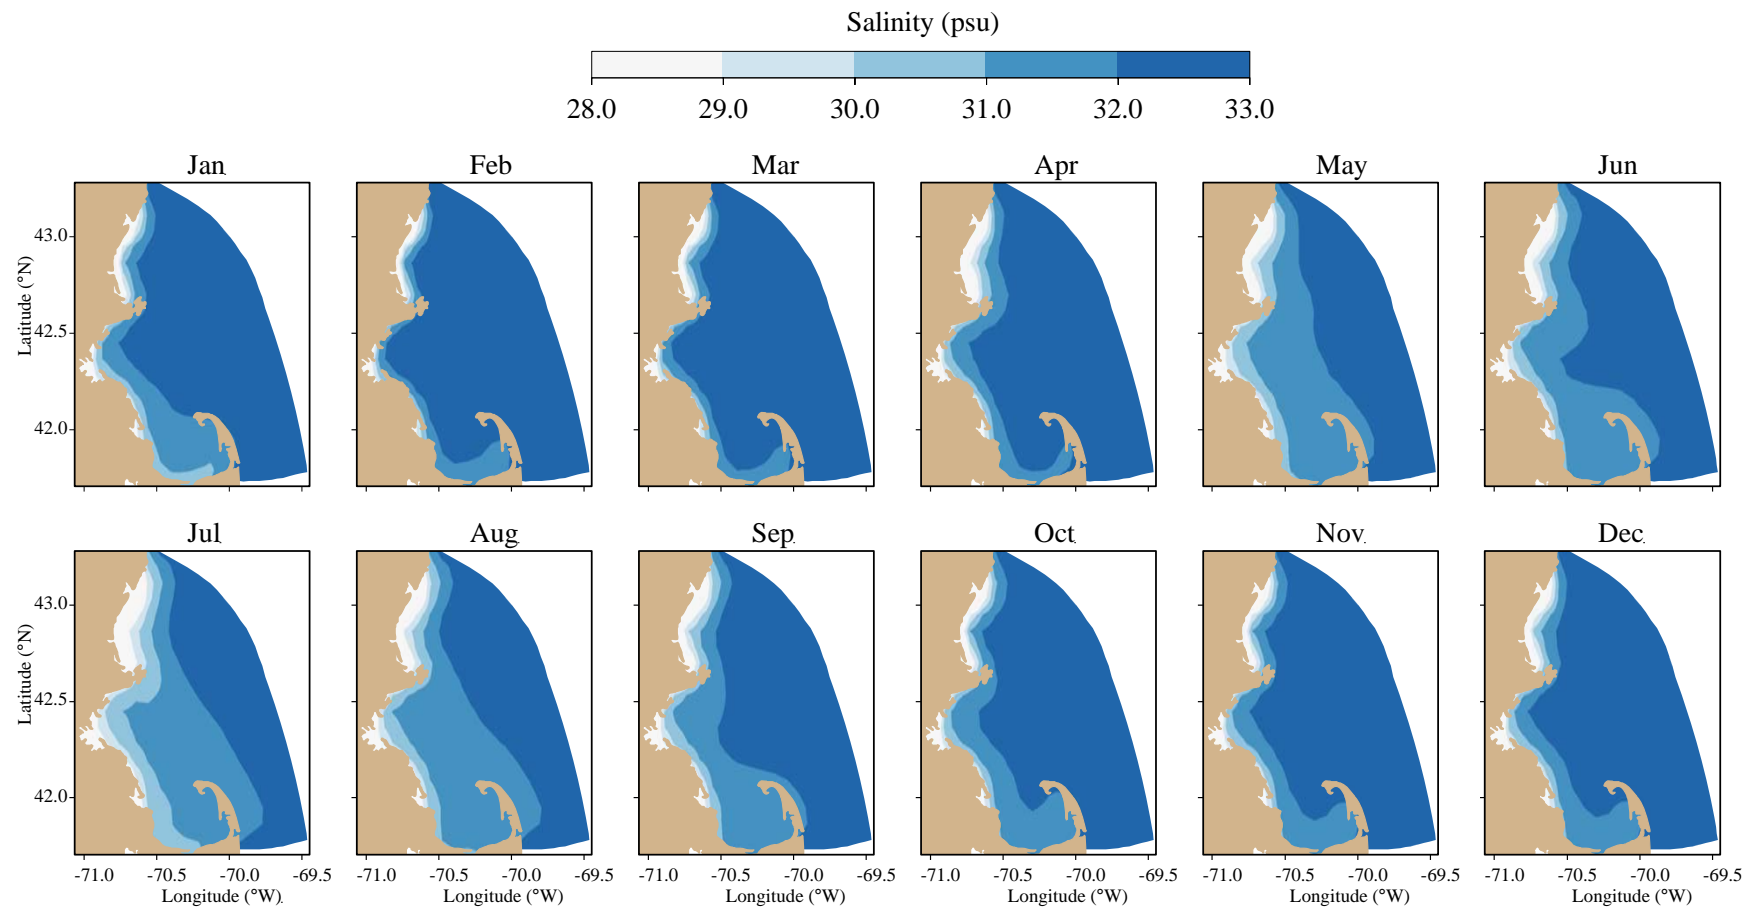 Salinity (psu)
28.0 29.0 30.0 31.0 32.0 33.0
Jan Feb Mar Apr May Jun
43.0
42.5
42.0
Latitude (°N)
Jul Aug Sep Oct Nov Dec
43.0
42.5
42.0
Latitude (°N)
-71.0 -70.5 -70.0 -69.5 -71.0 -70.5 -70.0 -69.5 -71.0 -70.5 -70.0 -69.5 -71.0 -70.5 -70.0 -69.5 -71.0 -70.5 -70.0 -69.5 -71.0 -70.5 -70.0 -69.5
Longitude (°W) Longitude (°W) Longitude (°W) Longitude (°W) Longitude (°W) Longitude (°W)